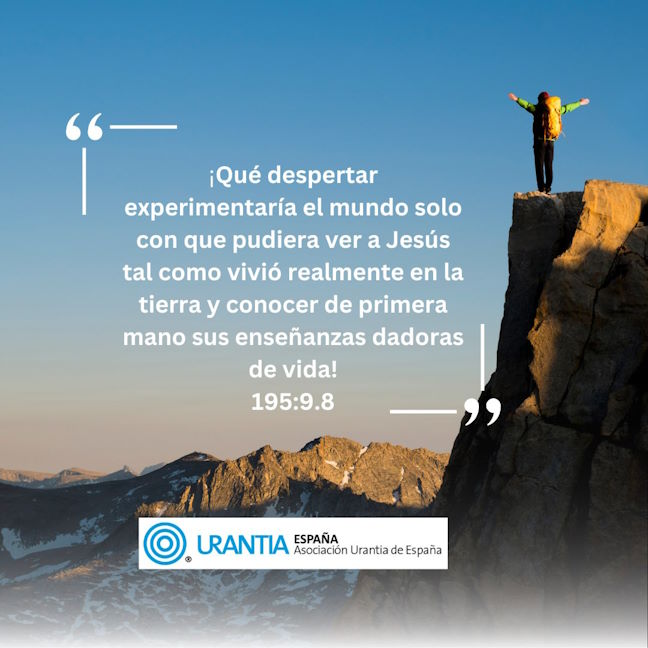 “
¡Qué despertar
experimentaría el mundo solo
con que pudiera ver a Jesús
tal como vivió realmente en la
tierra y conocer de primera
mano sus enseñanzas dadoras
de vida!
195:9.8
”
URANTIA® ESPAÑA
Asociación Urantia de España